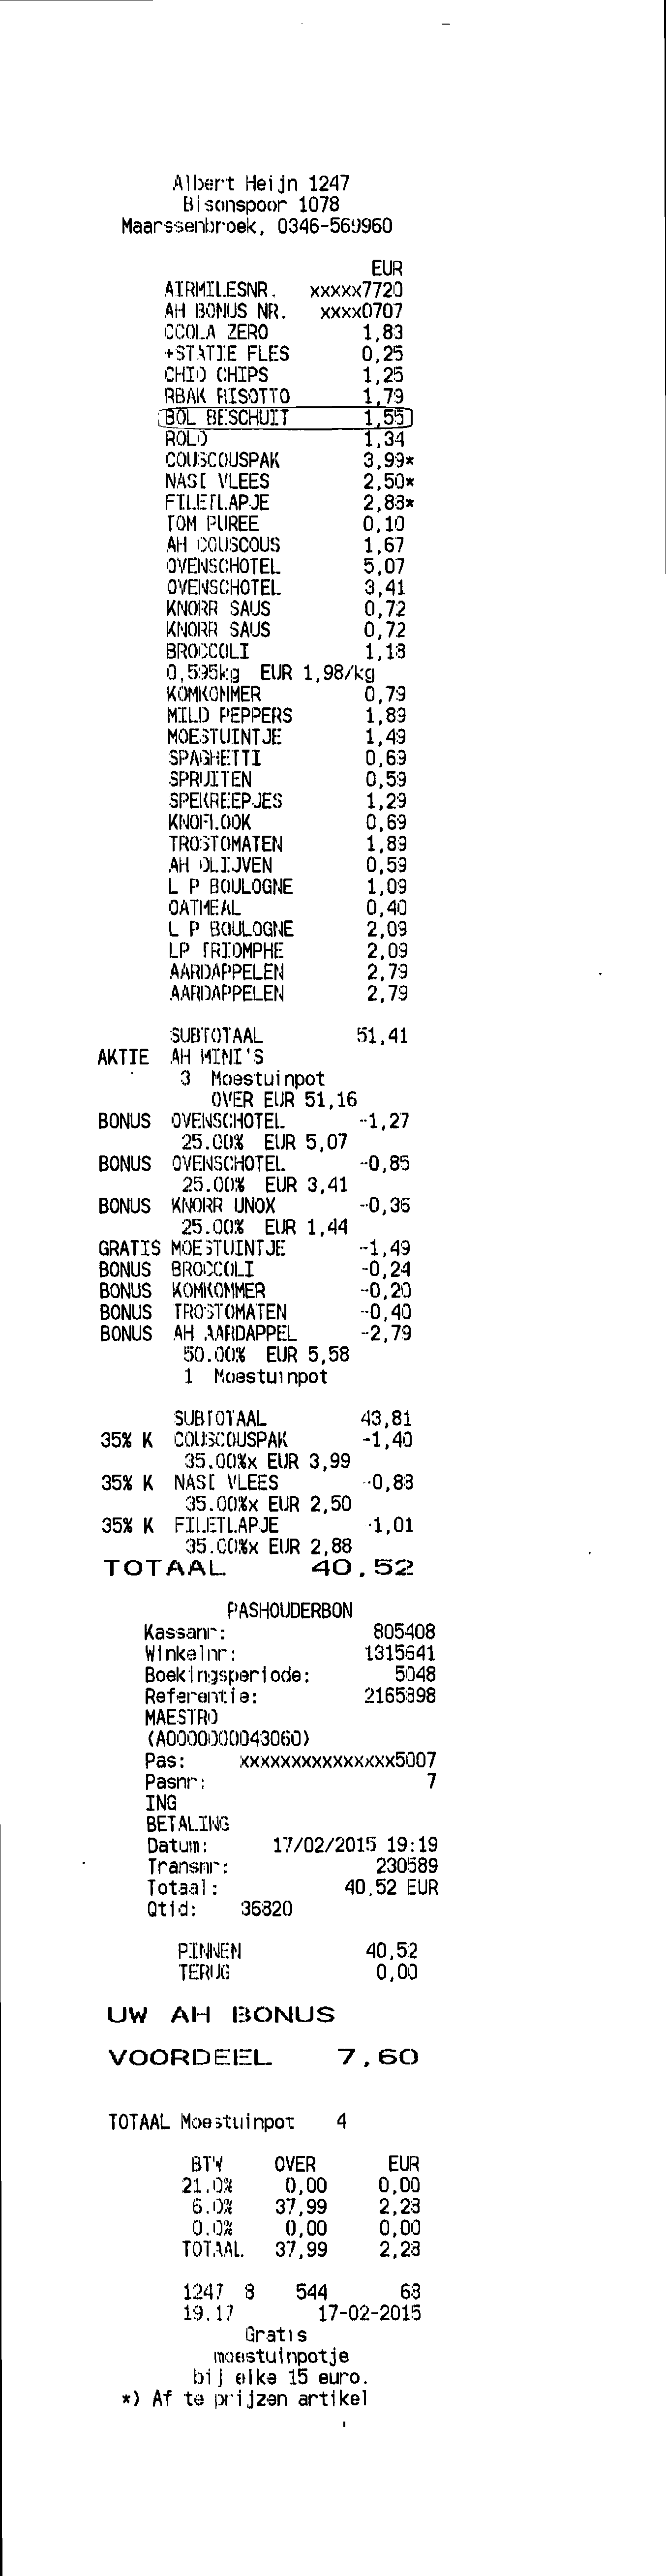 Albert Heijn 1247
Bisonspoor 1078
Maarssenbroek, 0346-569960
EUR
AIRMILESNR. xxxxx7720
AH BONUS NR. xxxx0707
CCOLA ZERO 1,83
+STATIE FLES 0,25
CHIO CHIPS 1,25
RBAK RISOTTO 1,79
BOL BESCHUIT 1,55
ROLO 1,34
COUSCOUSPAK 3,99*
NASI VLEES 2,50*
FILETLAPJE 2,88*
TOM PUREE 0,10
AH COUSCOUS 1,67
OVENSCHOTEL 5,07
OVENSCHOTEL 3,41
KNORR SAUS 0,72
KNORR SAUS 0,72
BROCCOLI 1,18
0,595kg EUR 1,98/kg
KOMKOMMER 0,79
MILD PEPPERS 1,89
MOESTUINTJE 1,49
SPAGHETTI 0,69
SPRUITEN 0,59
SPEKREEPJES 1,29
KNOFLOOK 0,69
TROSTOMATEN 1,89
AH OLIJVEN 0,59
L P BOULOGNE 1,09
OATMEAL 0,40
L P BOULOGNE 2,09
LP TRIOMPHE 2,09
AARDAPPELEN 2,79
AARDAPPELEN 2,79
SUBTOTAAL 51,41
AKTIE AH MINI'S
3 Moestuinpot
OVER EUR 51,16
BONUS OVENSCHOTEL -1,27
25.00% EUR 5,07
BONUS OVENSCHOTEL -0,85
25.00% EUR 3,41
BONUS KNORR UNOX -0,36
25.00% EUR 1,44
GRATIS MOESTUINTJE -1,49
BONUS BROCCOLI -0,24
BONUS KOMKOMMER -0,20
BONUS TROSTOMATEN -0,40
BONUS AH AARDAPPEL -2,79
50.00% EUR 5,58
1 Moestuinpot
SUBTOTAAL 43,81
35% K COUSCOUSPAK -1,40
35.00%x EUR 3,99
35% K NASI VLEES -0,88
35.00%x EUR 2,50
35% K FILETLAPJE -1,01
35.00%x EUR 2,88
TOTAAL 40,52
PASHOUDERBON
Kassanr: 805408
Winkelnr: 1315641
Boekingsperiode: 5048
Referentie: 2165898
MAESTRO
(A0000000043060)
Pas: xxxxxxxxxxxxxxx5007
Pasnr: 7
ING
BETALING
Datum: 17/02/2015 19:19
Transnr: 230589
Totaal: 40,52 EUR
Qtid: 36820
PINNEN 40,52
TERUG 0,00
UW AH BONUS
VOORDEEL 7,60
TOTAAL Moestuinpot 4
BTW OVER EUR
21.0% 0,00 0,00
6.0% 37,99 2,28
0.0% 0,00 0,00
TOTAAL 37,99 2,28
1247 8 544 68
19.17 17-02-2015
Gratis
moestuinpotje
bij elke 15 euro.
*) Af te prijzen artikel